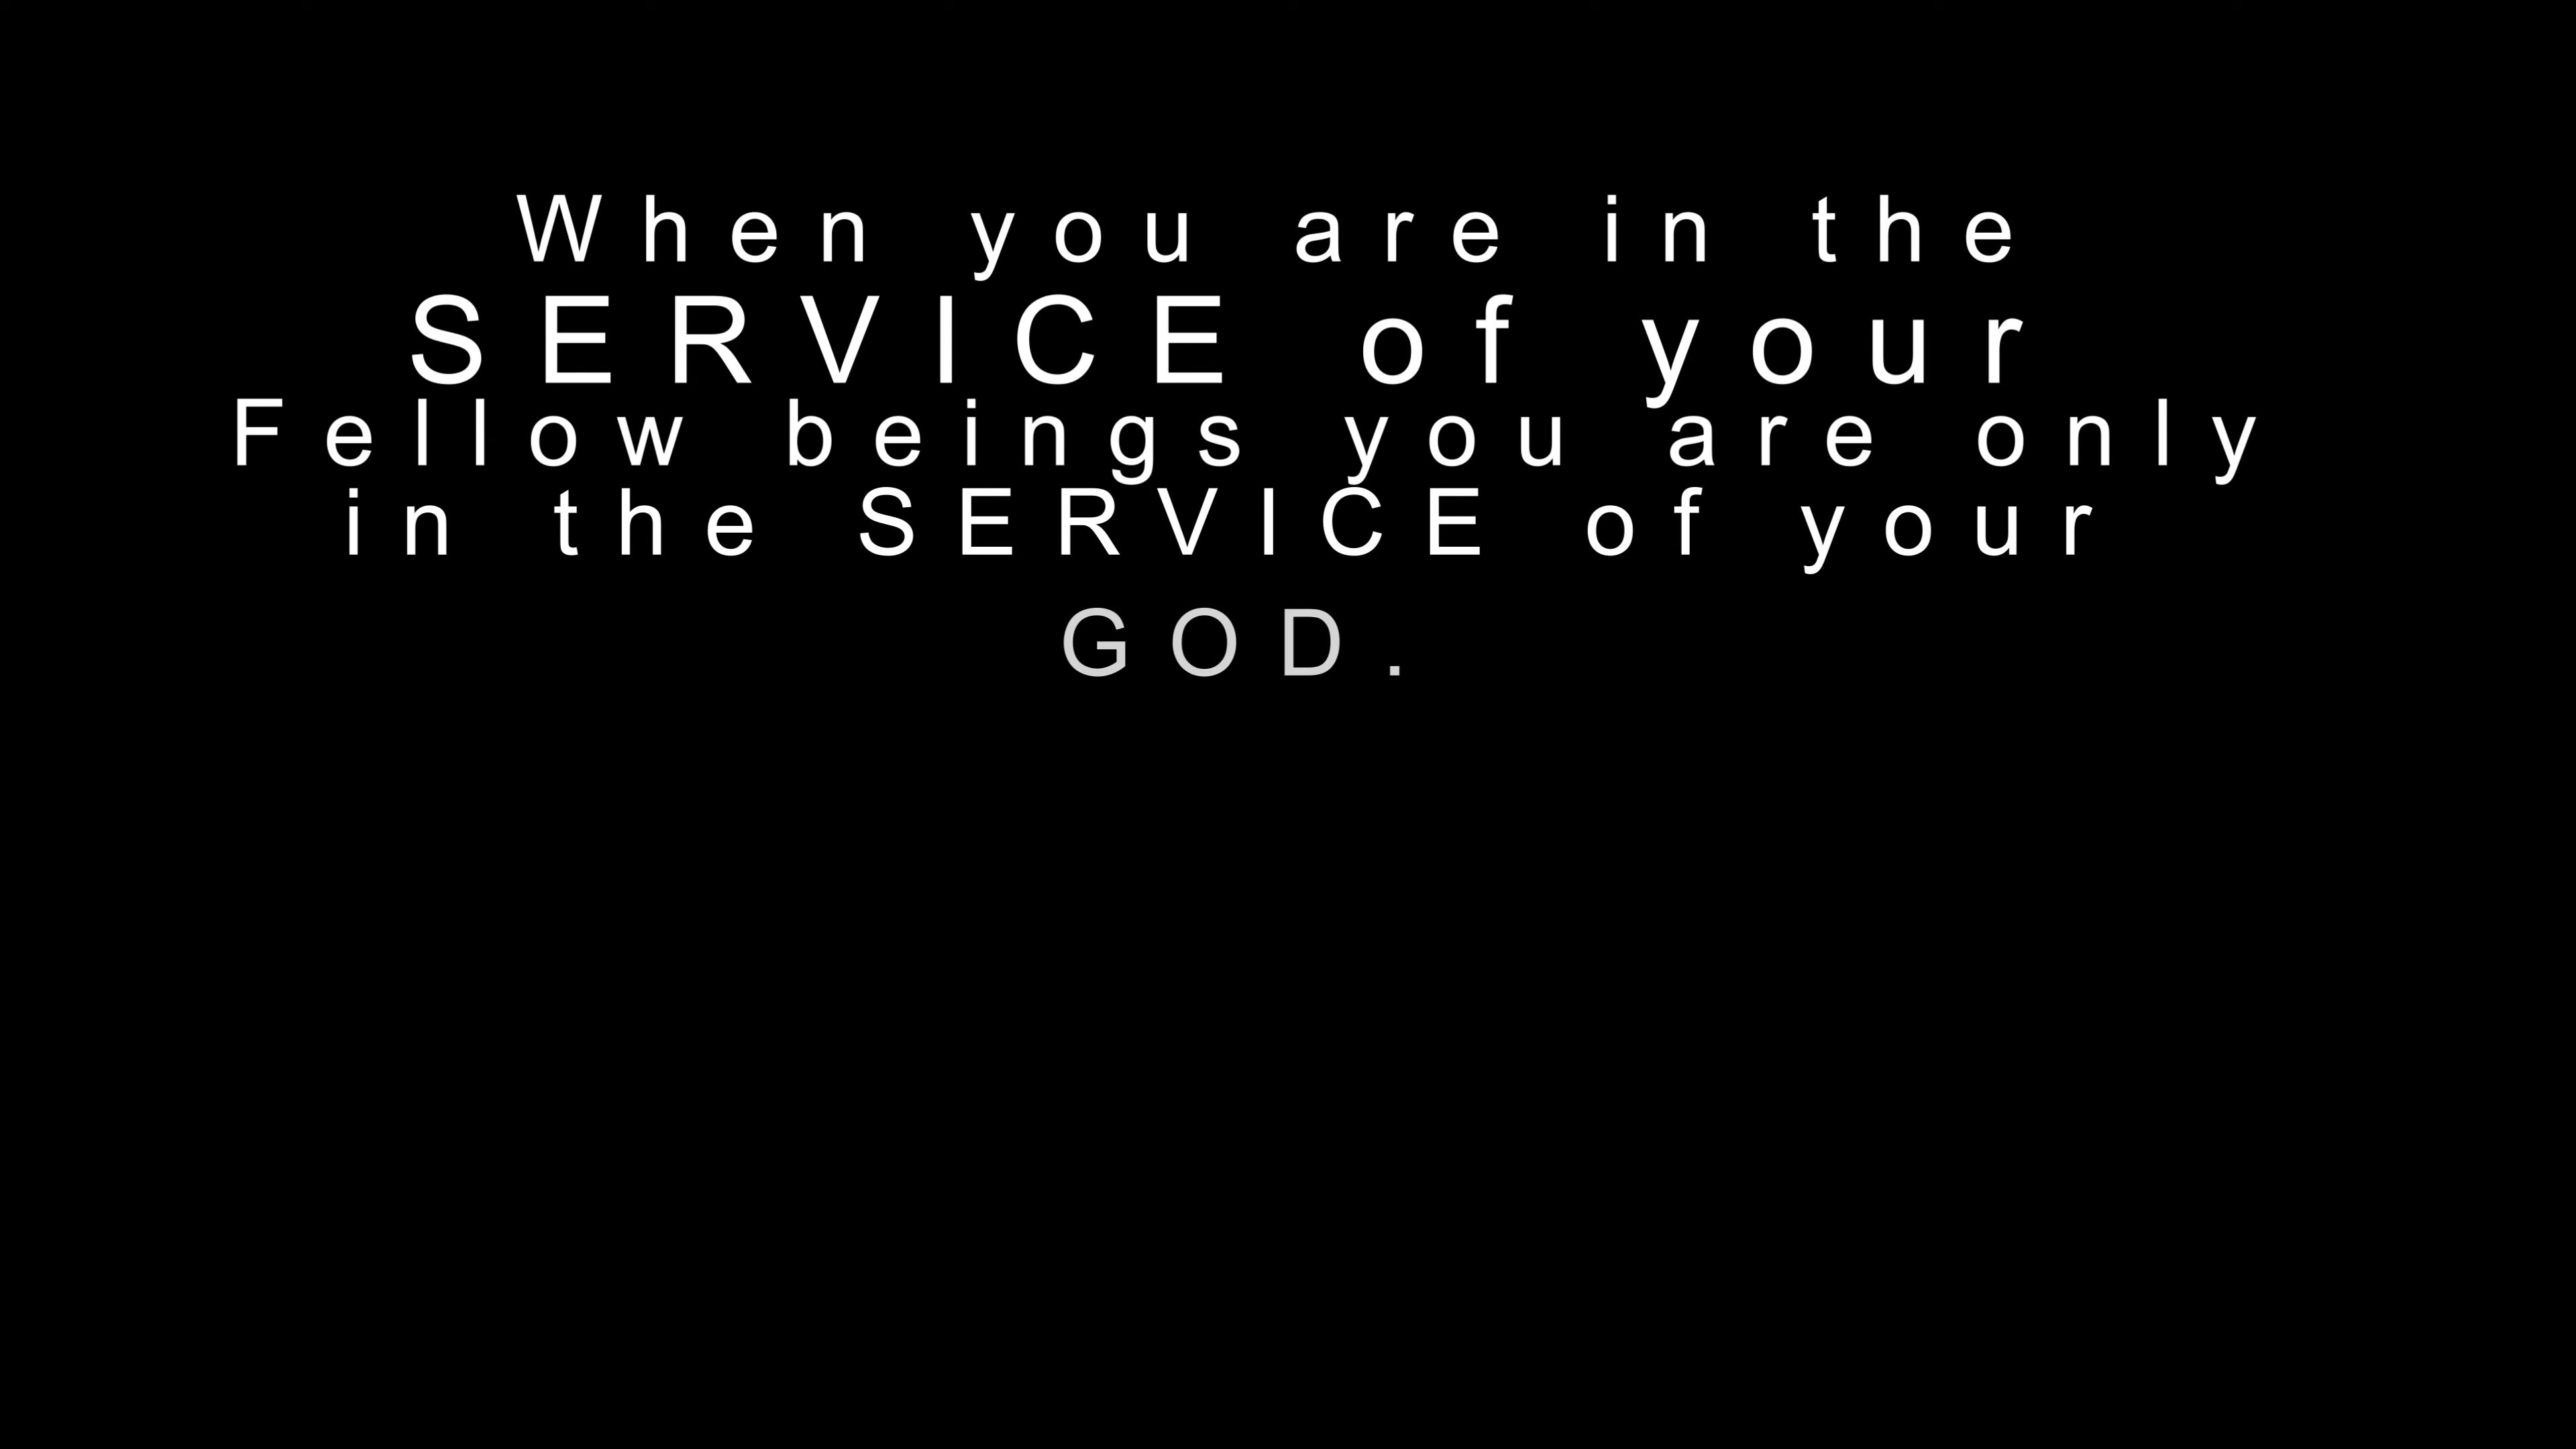 When you are in the
SERVICE of your
Fellow beings you are only
in the SERVICE of your
GOD.